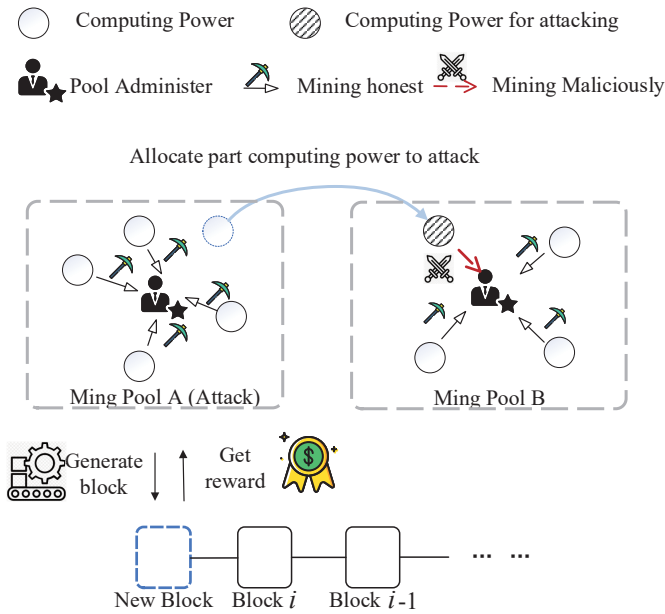 Computing Power
Computing Power for attacking
Pool Administer
Mining honest
Mining Maliciously
Allocate part computing power to attack
Ming Pool A (Attack)
Ming Pool B
Generate
block
Get
reward
$
New Block
Block i
Block i-1
... ...